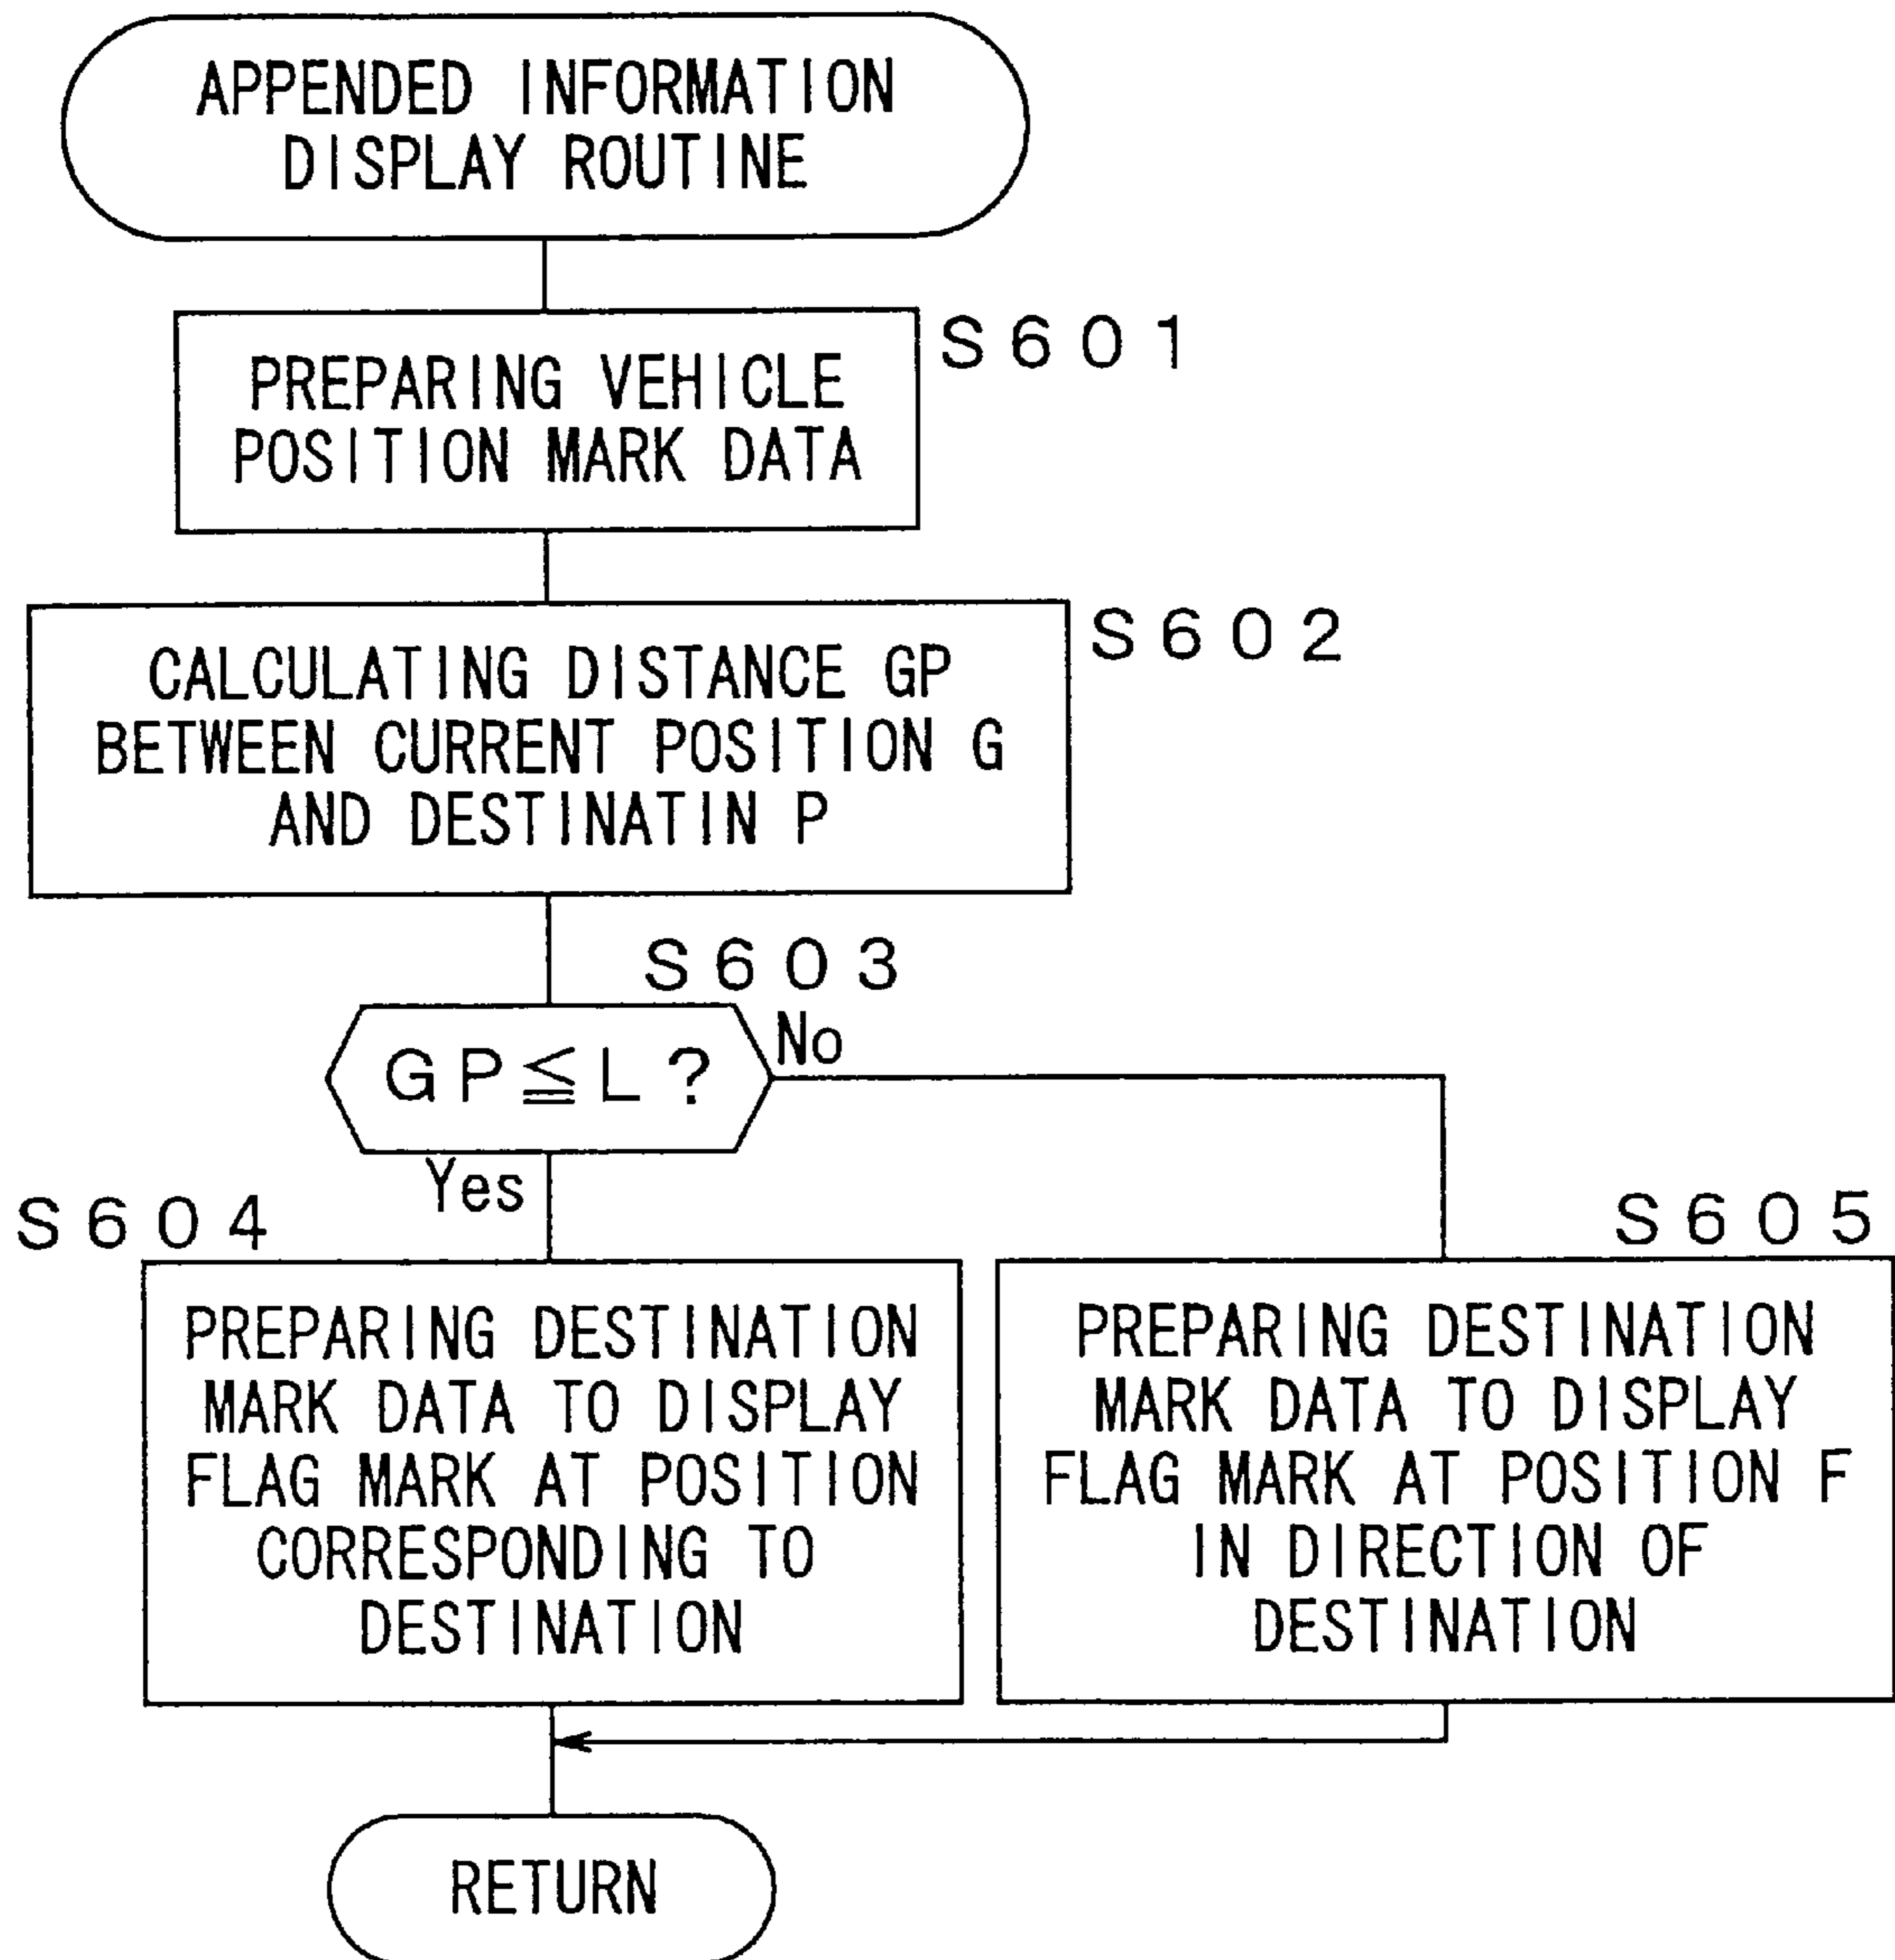 APPENDED INFORMATION
DISPLAY ROUTINE
S601
PREPARING VEHICLE
POSITION MARK DATA
S602
CALCULATING DISTANCE GP
BETWEEN CURRENT POSITION G
AND DESTINATIN P
S603
GP≦L?
No
Yes
S604
PREPARING DESTINATION
MARK DATA TO DISPLAY
FLAG MARK AT POSITION
CORRESPONDING TO
DESTINATION
S605
PREPARING DESTINATION
MARK DATA TO DISPLAY
FLAG MARK AT POSITION F
IN DIRECTION OF
DESTINATION
RETURN